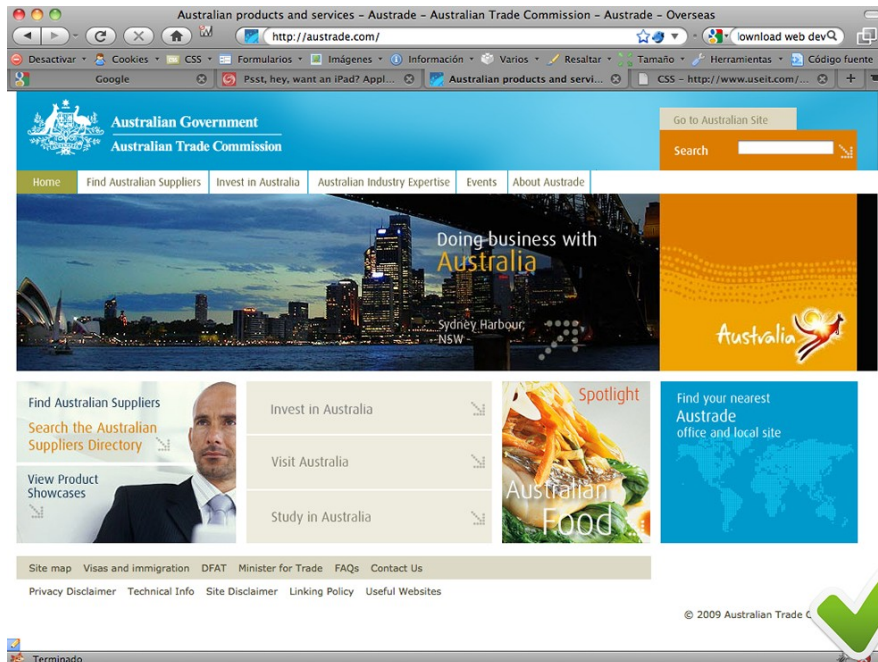 Australian products and services – Austrade – Australian Trade Commission – Austrade – Overseas
http://austrade.com/
download web dev
Desactivar Cookies CSS Formularios Imágenes Información Varios Resaltar Tamaño Herramientas Código fuente
Google Psst, hey, want an iPad? Appl... Australian products and servi... CSS – http://www.useit.com/...
Australian Government
Australian Trade Commission
Go to Australian Site
Search
Home Find Australian Suppliers Invest in Australia Australian Industry Expertise Events About Austrade
Doing business with
Australia
Sydney Harbour,
NSW
Australia
Find Australian Suppliers
Search the Australian
Suppliers Directory
View Product
Showcases
Invest in Australia
Visit Australia
Study in Australia
Spotlight
Australian
Food
Find your nearest
Austrade
office and local site
Site map Visas and immigration DFAT Minister for Trade FAQs Contact Us
Privacy Disclaimer Technical Info Site Disclaimer Linking Policy Useful Websites
© 2009 Australian Trade
Terminado